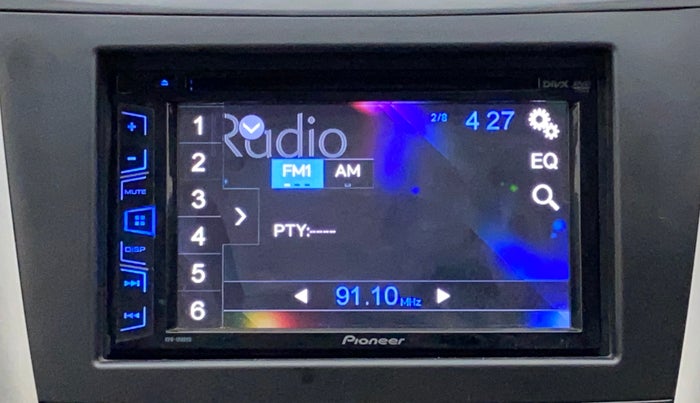 DIVX
Radio
2/8 4 27
FM1 AM
EQ
PTY:----
91.10 MHz
1
2
3
4
5
6
+
-
MUTE
DISP
Pioneer